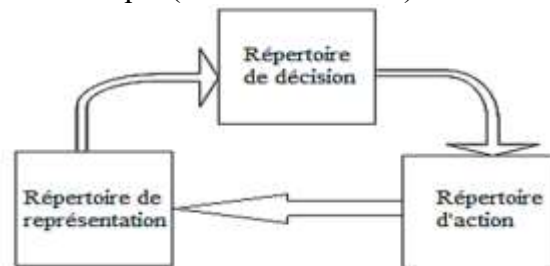 Répertoire
de décision
Répertoire de
représentation
Répertoire
d'action